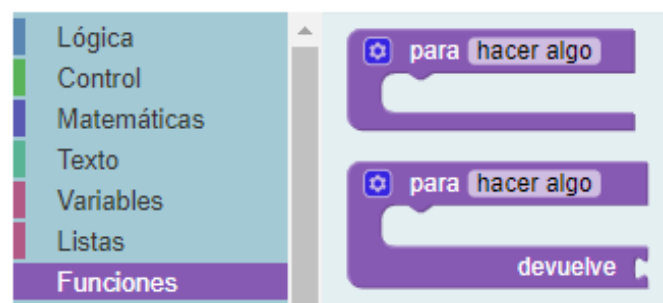 Lógica
Control
Matemáticas
Texto
Variables
Listas
Funciones
para hacer algo
para hacer algo
devuelve